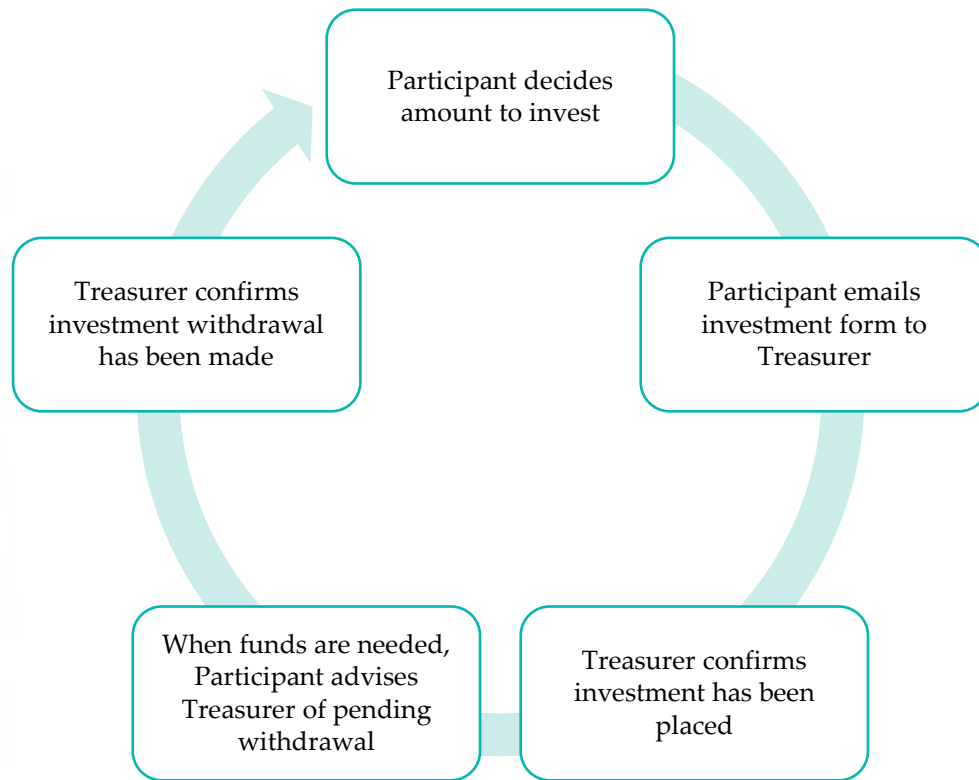 Participant decides
amount to invest
Participant emails
investment form to
Treasurer
Treasurer confirms
investment has been
placed
When funds are needed,
Participant advises
Treasurer of pending
withdrawal
Treasurer confirms
investment withdrawal
has been made